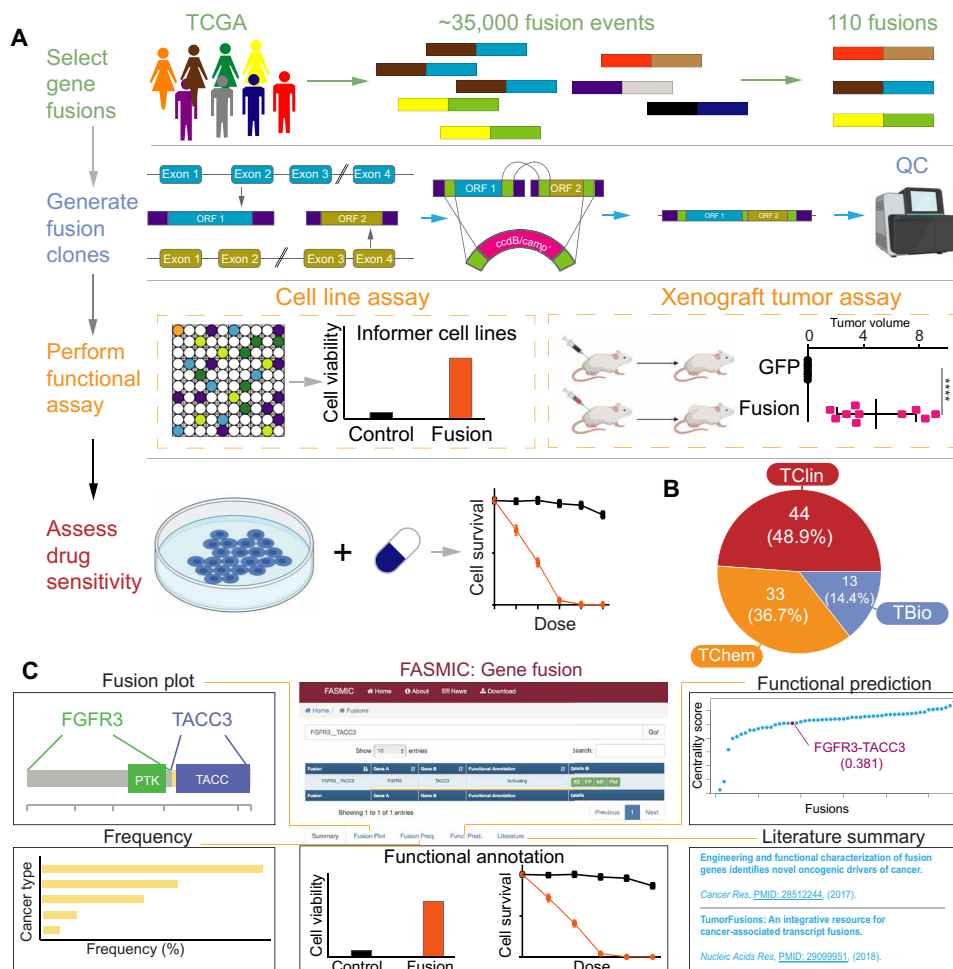 A
TCGA
~35,000 fusion events
110 fusions
Select
gene
fusions
Generate
fusion
clones
Exon 1
Exon 2
Exon 3
Exon 4
ORF 1
ORF 2
Exon 1
Exon 2
Exon 3
Exon 4
ORF 1
ORF 2
ccdB/camp
ORF 1
ORF 2
QC
Perform
functional
assay
Cell line assay
Informer cell lines
Cell viability
Control
Fusion
Xenograft tumor assay
Tumor volume
0
4
8
GFP
Fusion
****
Assess
drug
sensitivity
+
Cell survival
Dose
B
TClin
44
(48.9%)
33
(36.7%)
13
(14.4%)
TBio
TChem
C
Fusion plot
FGFR3
TACC3
PTK
TACC
Frequency
Cancer type
Frequency (%)
FASMIC: Gene fusion
FASMIC
Home
About
News
Download
Home / Fusions
FGFR3__TACC3
Go!
Show 10 entries
Search:
Fusion
Gene A
Gene B
Functional Annotation
Details
FGFR3__TACC3
FGFR3
TACC3
Activating
FP
MF
PM
Fusion
Gene A
Gene B
Functional Annotation
Details
Showing 1 to 1 of 1 entries
Previous
1
Next
Summary
Fusion Plot
Fusion Freq.
Func. Pred.
Literature
Functional annotation
Cell viability
Control
Fusion
Cell survival
Dose
Functional prediction
Centrality score
FGFR3-TACC3
(0.381)
Fusions
Literature summary
Engineering and functional characterization of fusion
genes identifies novel oncogenic drivers of cancer.
Cancer Res, PMID: 28512244, (2017).
TumorFusions: An integrative resource for
cancer-associated transcript fusions.
Nucleic Acids Res, PMID: 29099951, (2018).